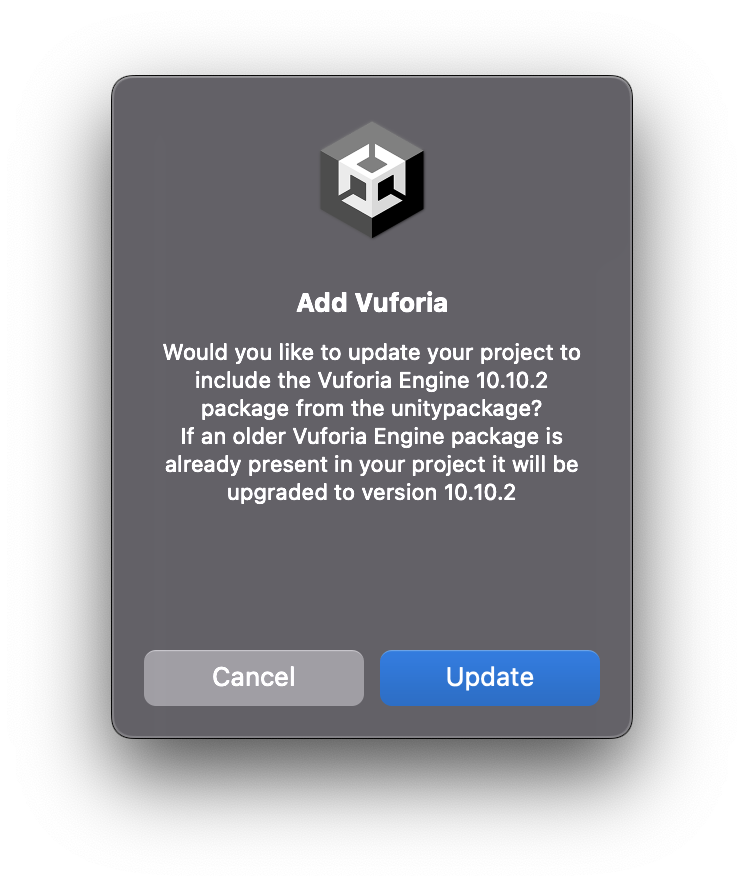 Add Vuforia
Would you like to update your project to
include the Vuforia Engine 10.10.2
package from the unitypackage?
If an older Vuforia Engine package is
already present in your project it will be
upgraded to version 10.10.2
Cancel
Update